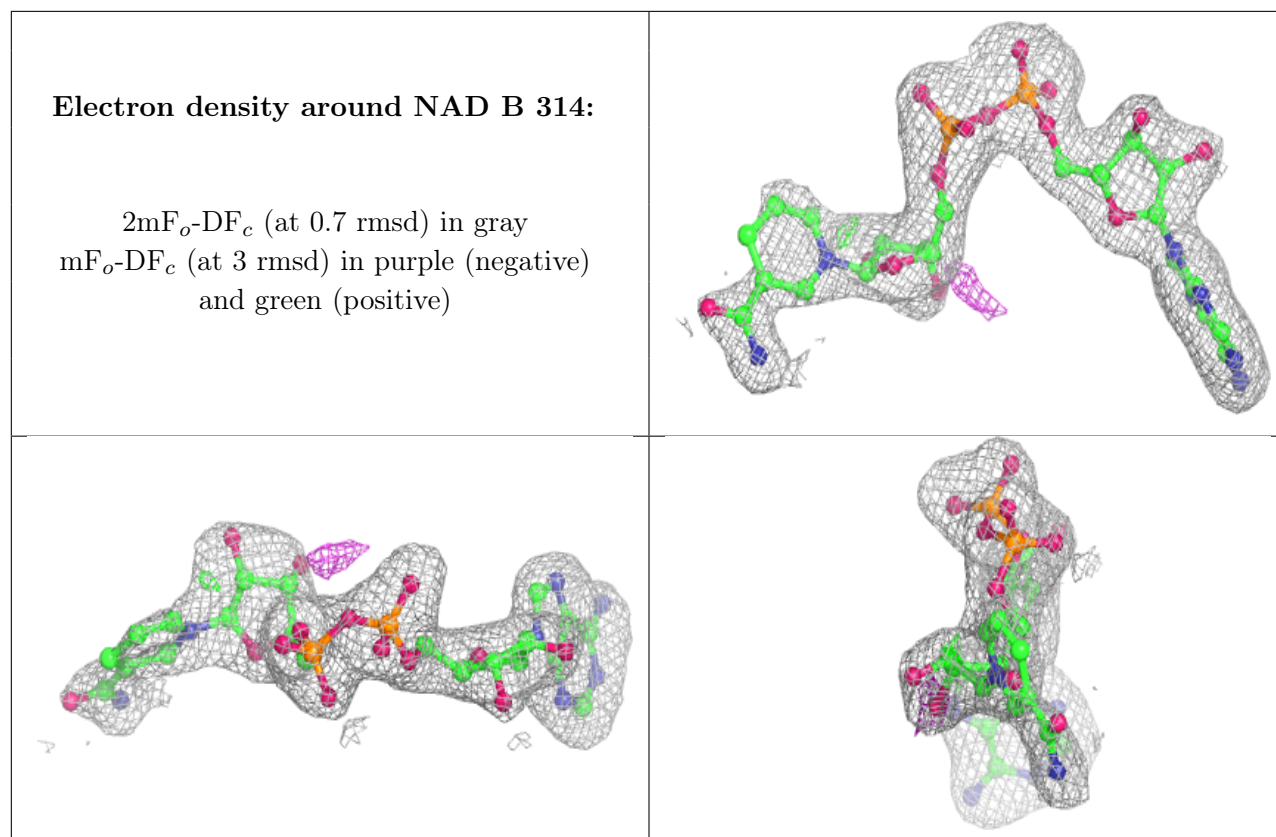 Electron density around NAD B 314:
2mFₒ-DF𝒸 (at 0.7 rmsd) in gray
mFₒ-DF𝒸 (at 3 rmsd) in purple (negative)
and green (positive)